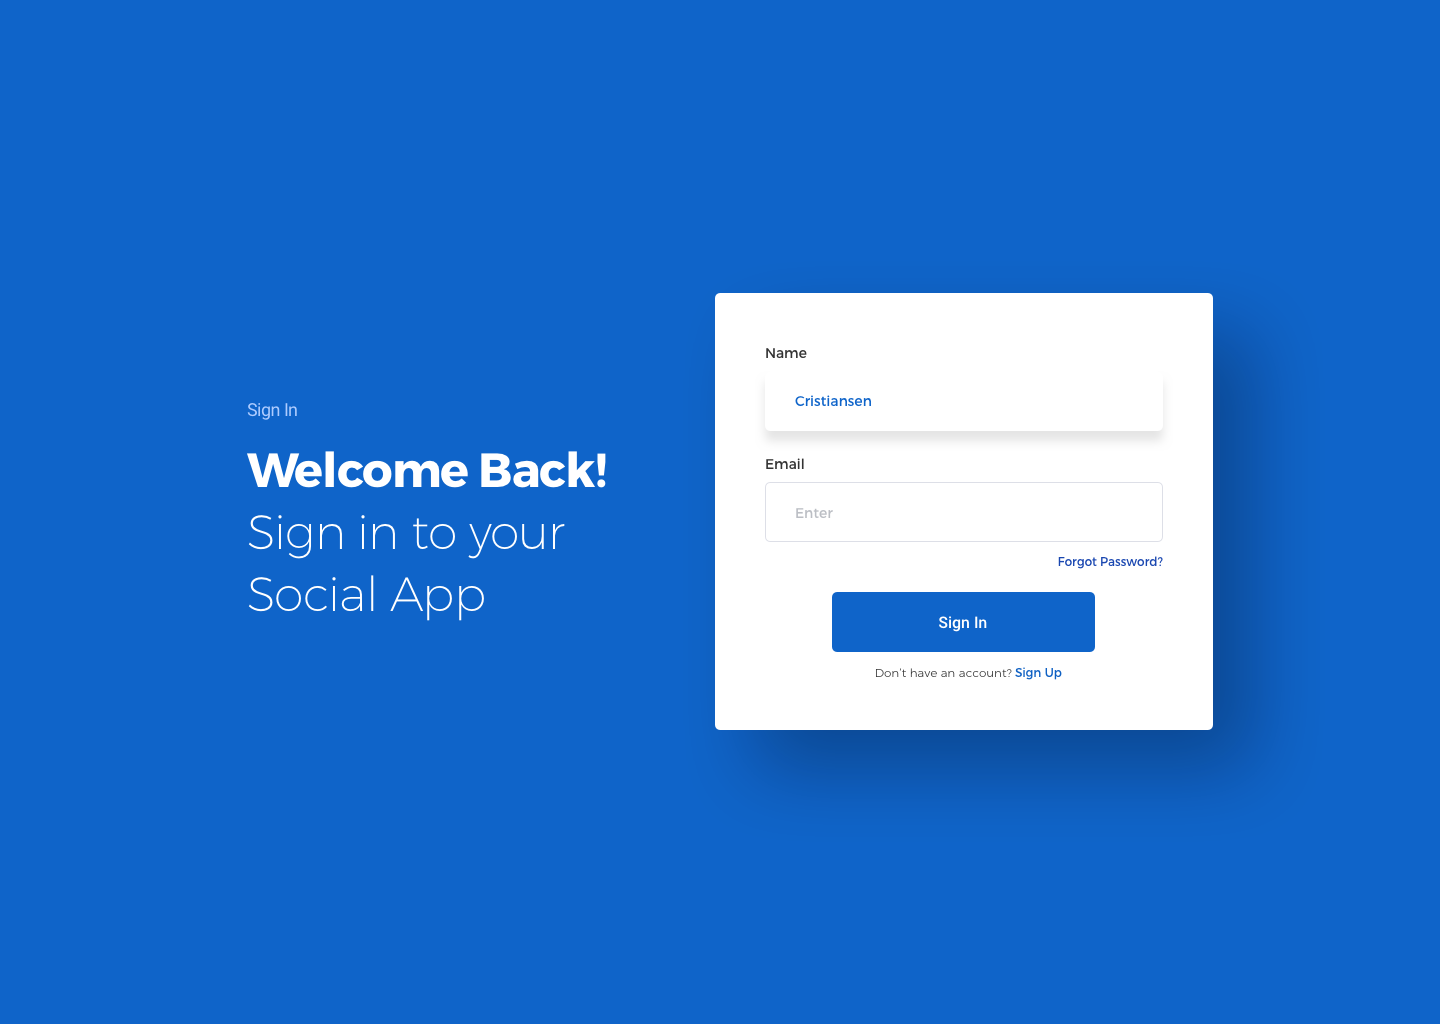 Sign In
Welcome Back!
Sign in to your
Social App
Name
Cristiansen
Email
Enter
Forgot Password?
Sign In
Don’t have an account? Sign Up